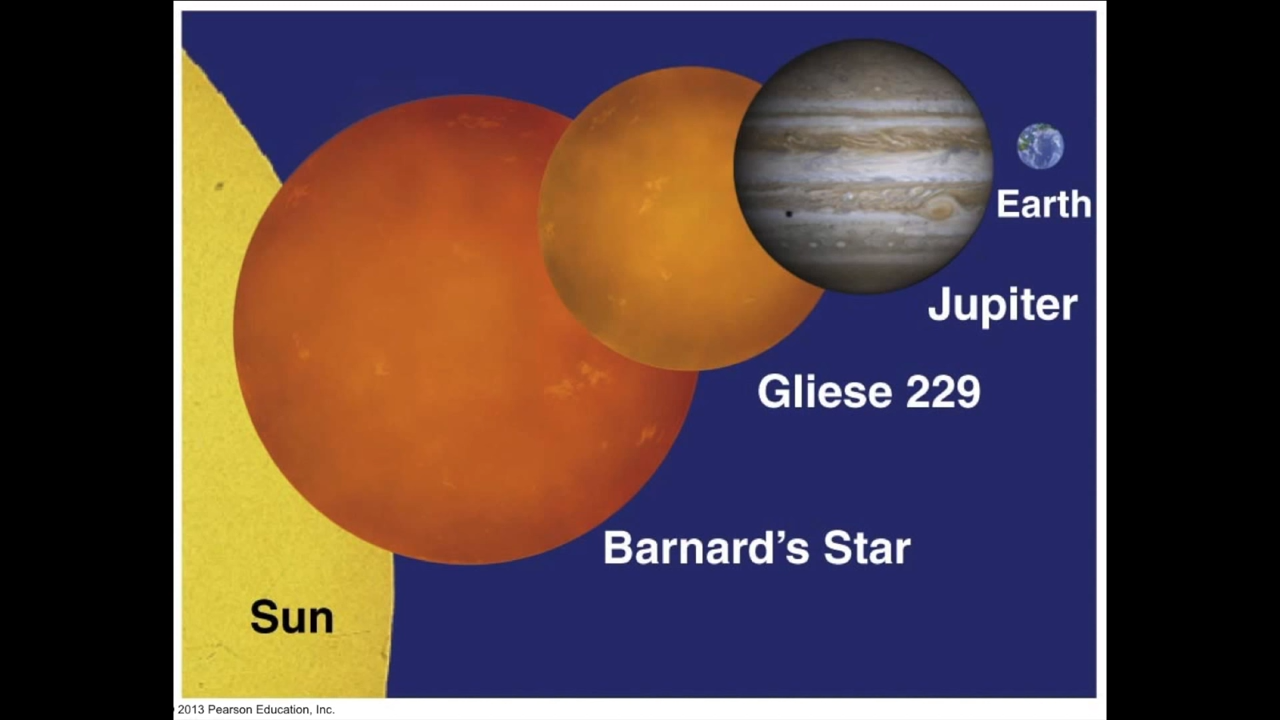 Earth
Jupiter
Gliese 229
Barnard’s Star
Sun
2013 Pearson Education, Inc.